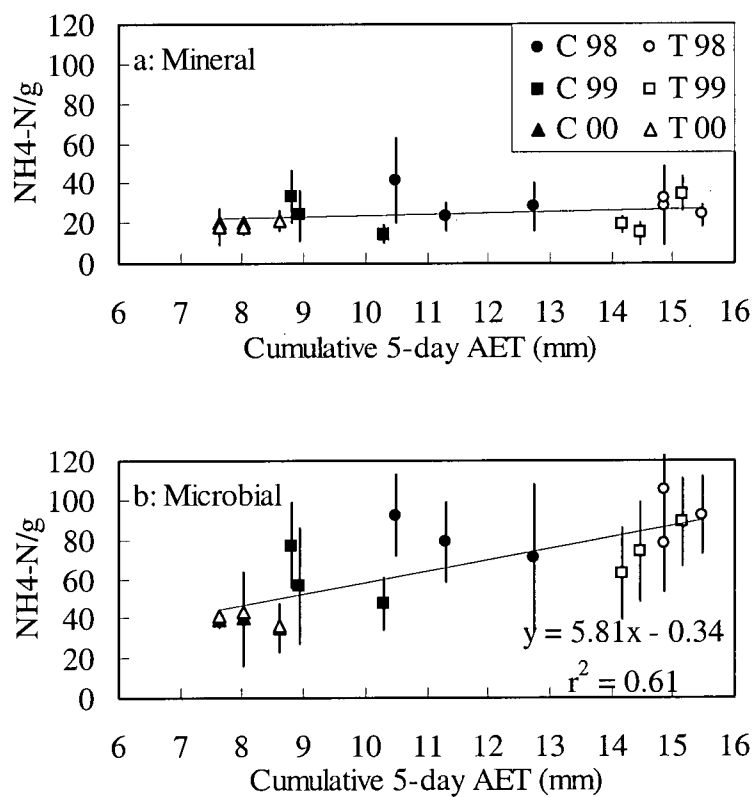 120
100
80
60
40
20
0
NH4-N/g
a: Mineral
C 98 T 98
C 99 T 99
C 00 T 00
6 7 8 9 10 11 12 13 14 15 16
Cumulative 5-day AET (mm)
120
100
80
60
40
20
0
NH4-N/g
b: Microbial
y = 5.81x - 0.34
r² = 0.61
6 7 8 9 10 11 12 13 14 15 16
Cumulative 5-day AET (mm)